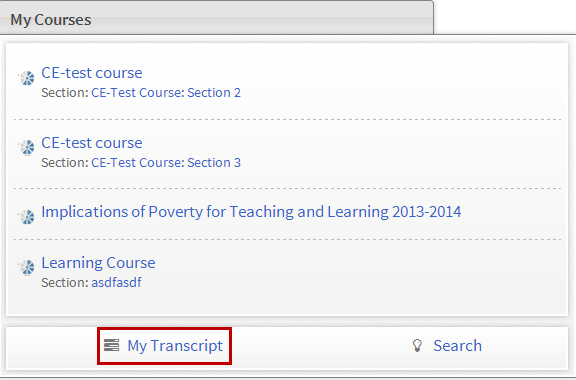 My Courses
CE-test course
Section: CE-Test Course: Section 2
CE-test course
Section: CE-Test Course: Section 3
Implications of Poverty for Teaching and Learning 2013-2014
Learning Course
Section: asdfasdf
My Transcript Search